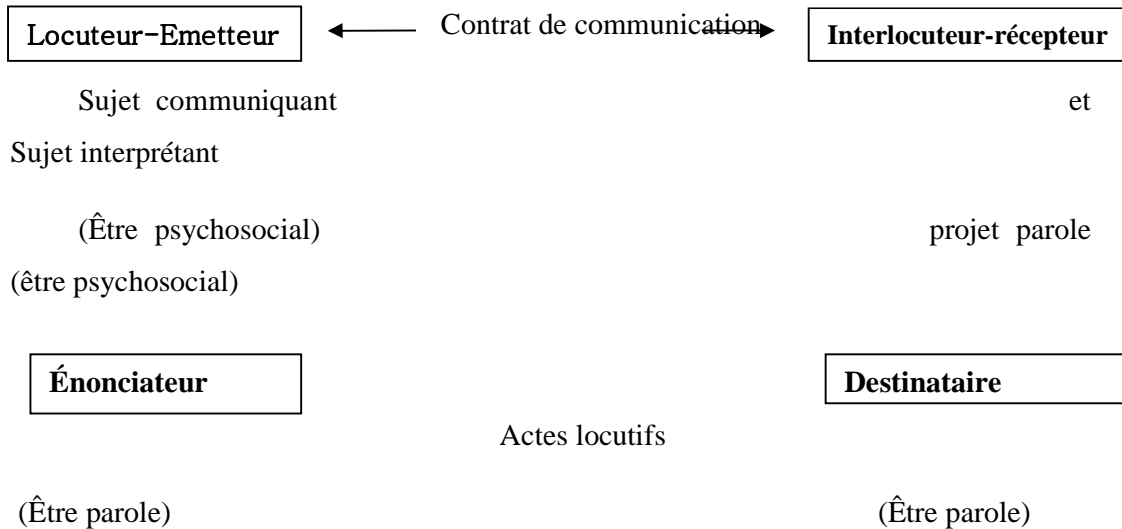 Locuteur-Emetteur Contrat de communication Interlocuteur-récepteur
Sujet communiquant et
Sujet interprétant
(Être psychosocial) projet parole
(être psychosocial)
Énonciateur Destinataire
Actes locutifs
(Être parole) (Être parole)